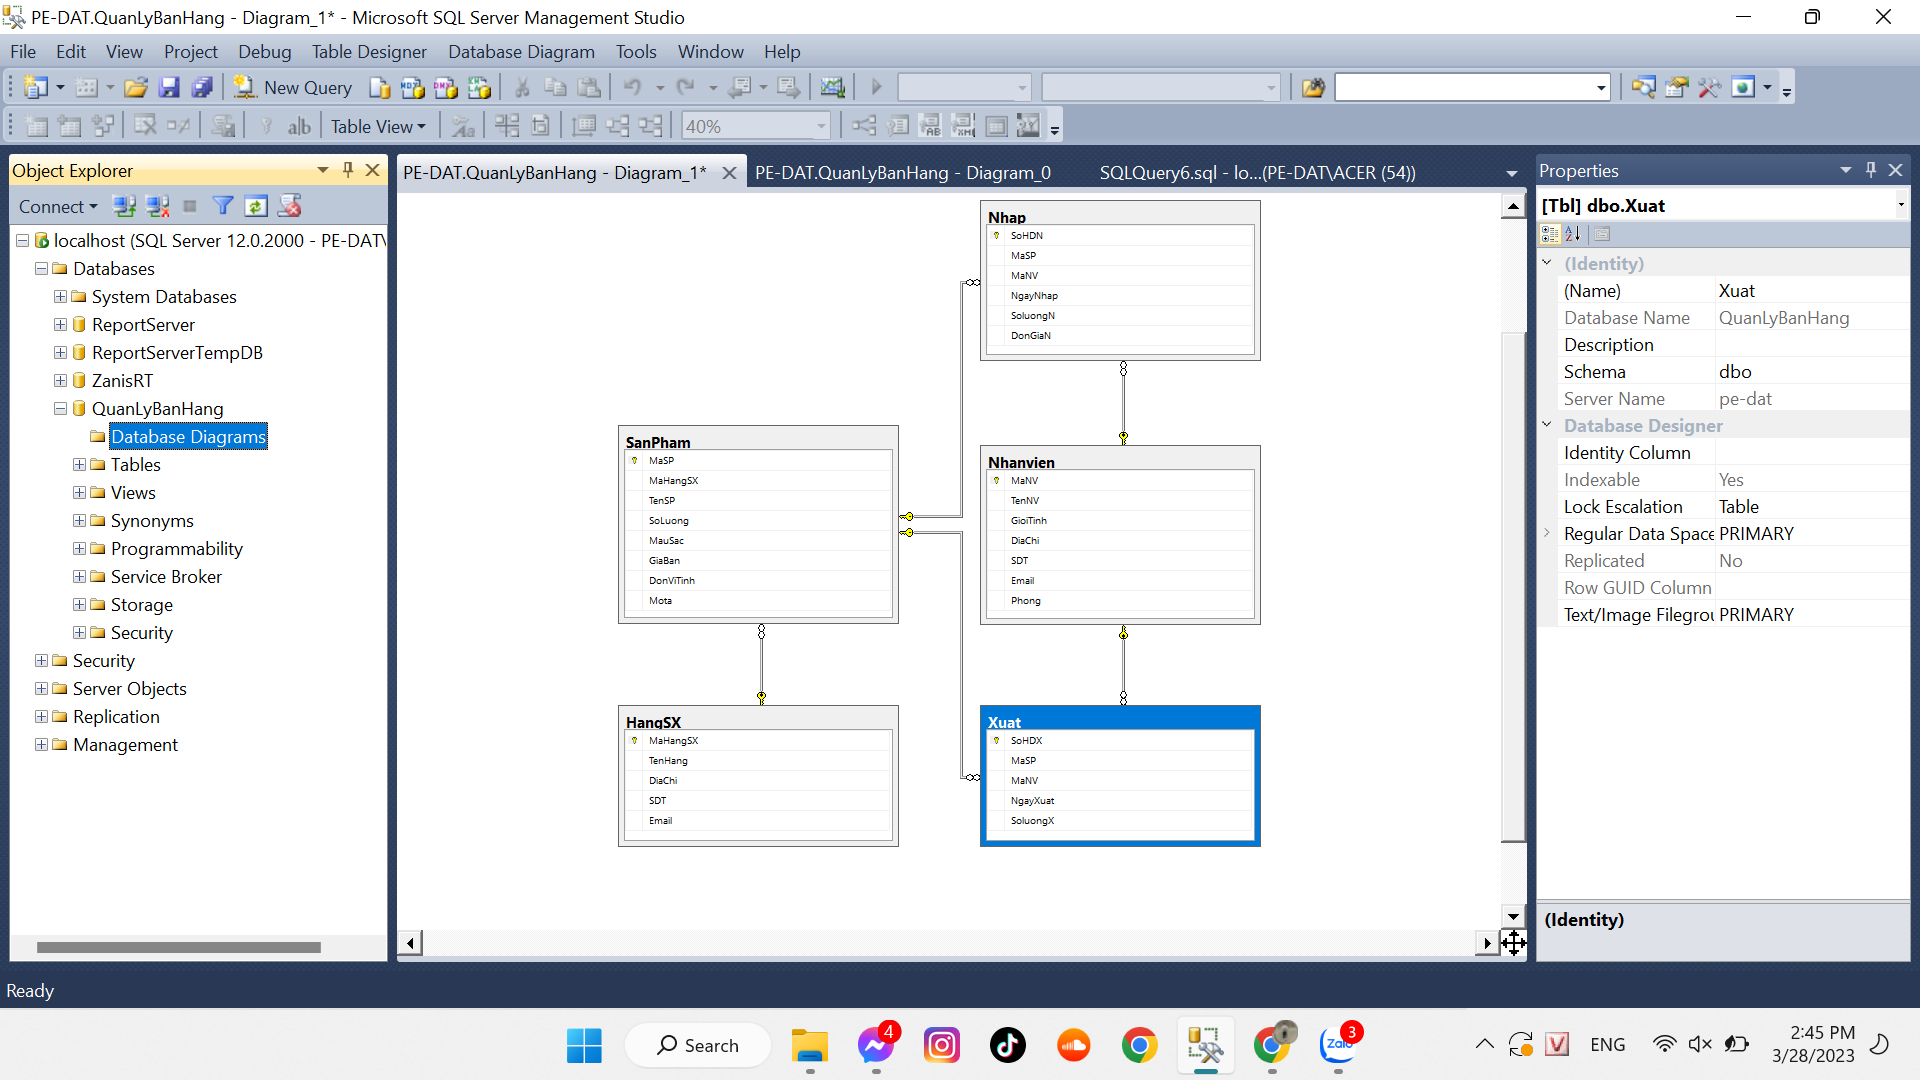 PE-DAT.QuanLyBanHang - Diagram_1* - Microsoft SQL Server Management Studio
File Edit View Project Debug Table Designer Database Diagram Tools Window Help
New Query
Table View
40%
Object Explorer
Connect
localhost (SQL Server 12.0.2000 - PE-DAT\
Databases
System Databases
ReportServer
ReportServerTempDB
ZanisRT
QuanLyBanHang
Database Diagrams
Tables
Views
Synonyms
Programmability
Service Broker
Storage
Security
Security
Server Objects
Replication
Management
PE-DAT.QuanLyBanHang - Diagram_1*
PE-DAT.QuanLyBanHang - Diagram_0
SQLQuery6.sql - lo...(PE-DAT\ACER (54))
Nhap
SoHDN
MaSP
MaNV
NgayNhap
SoluongN
DonGiaN
SanPham
MaSP
MaHangSX
TenSP
SoLuong
MauSac
GiaBan
DonViTinh
Mota
Nhanvien
MaNV
TenNV
GioiTinh
DiaChi
SDT
Email
Phong
HangSX
MaHangSX
TenHang
DiaChi
SDT
Email
Xuat
SoHDX
MaSP
MaNV
NgayXuat
SoluongX
Properties
[Tbl] dbo.Xuat
(Identity)
(Name) Xuat
Database Name QuanLyBanHang
Description
Schema dbo
Server Name pe-dat
Database Designer
Identity Column
Indexable Yes
Lock Escalation Table
Regular Data Space PRIMARY
Replicated No
Row GUID Column
Text/Image Filegrou PRIMARY
(Identity)
Ready
Search
4
Zalo
3
ENG
2:45 PM
3/28/2023